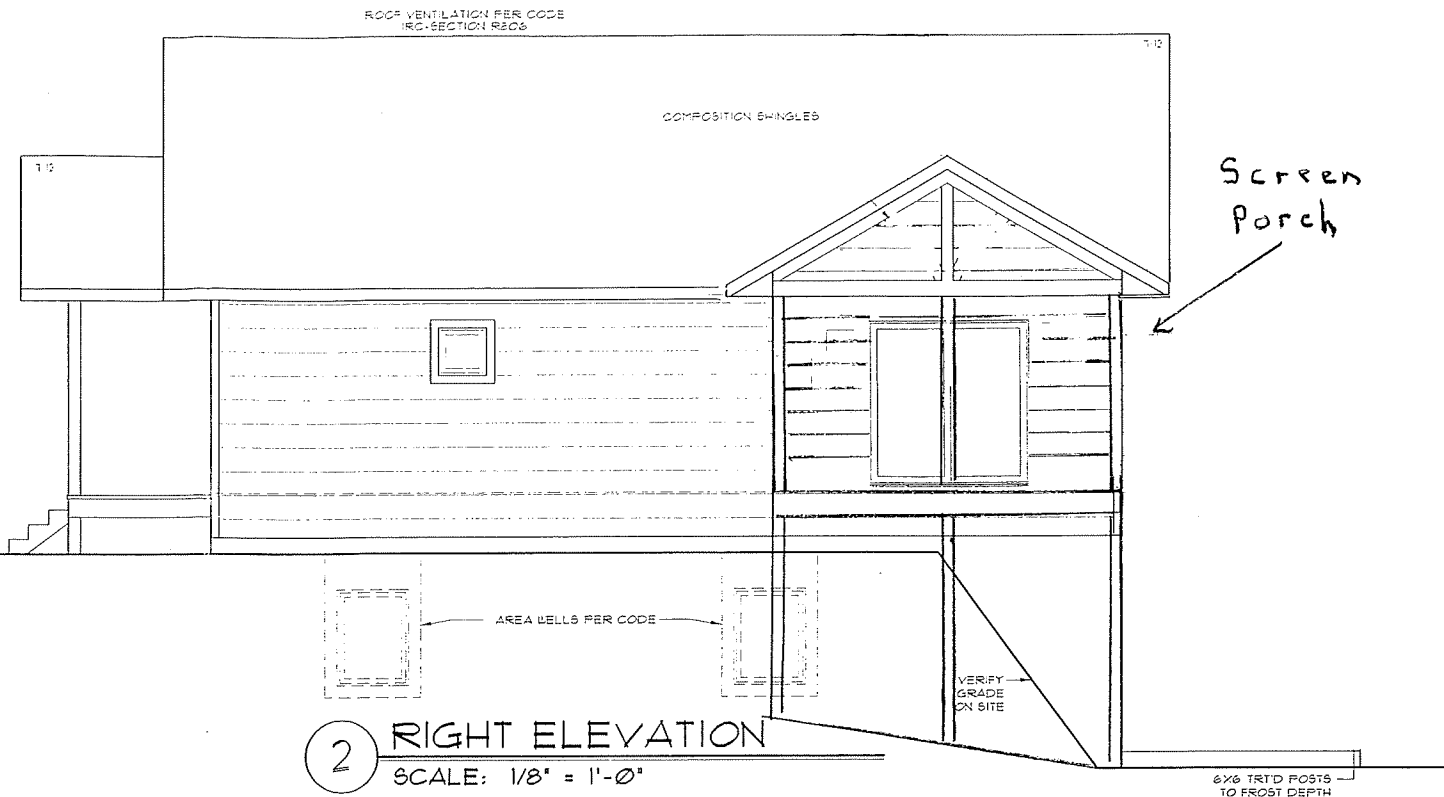 ROOF VENTILATION PER CODE
IRC-SECTION R806
7:12
COMPOSITION SHINGLES
7:12
Screen
Porch
AREA WELLS PER CODE
VERIFY
GRADE
ON SITE
2 RIGHT ELEVATION
SCALE: 1/8" = 1'-0"
6X6 TRT'D POSTS
TO FROST DEPTH